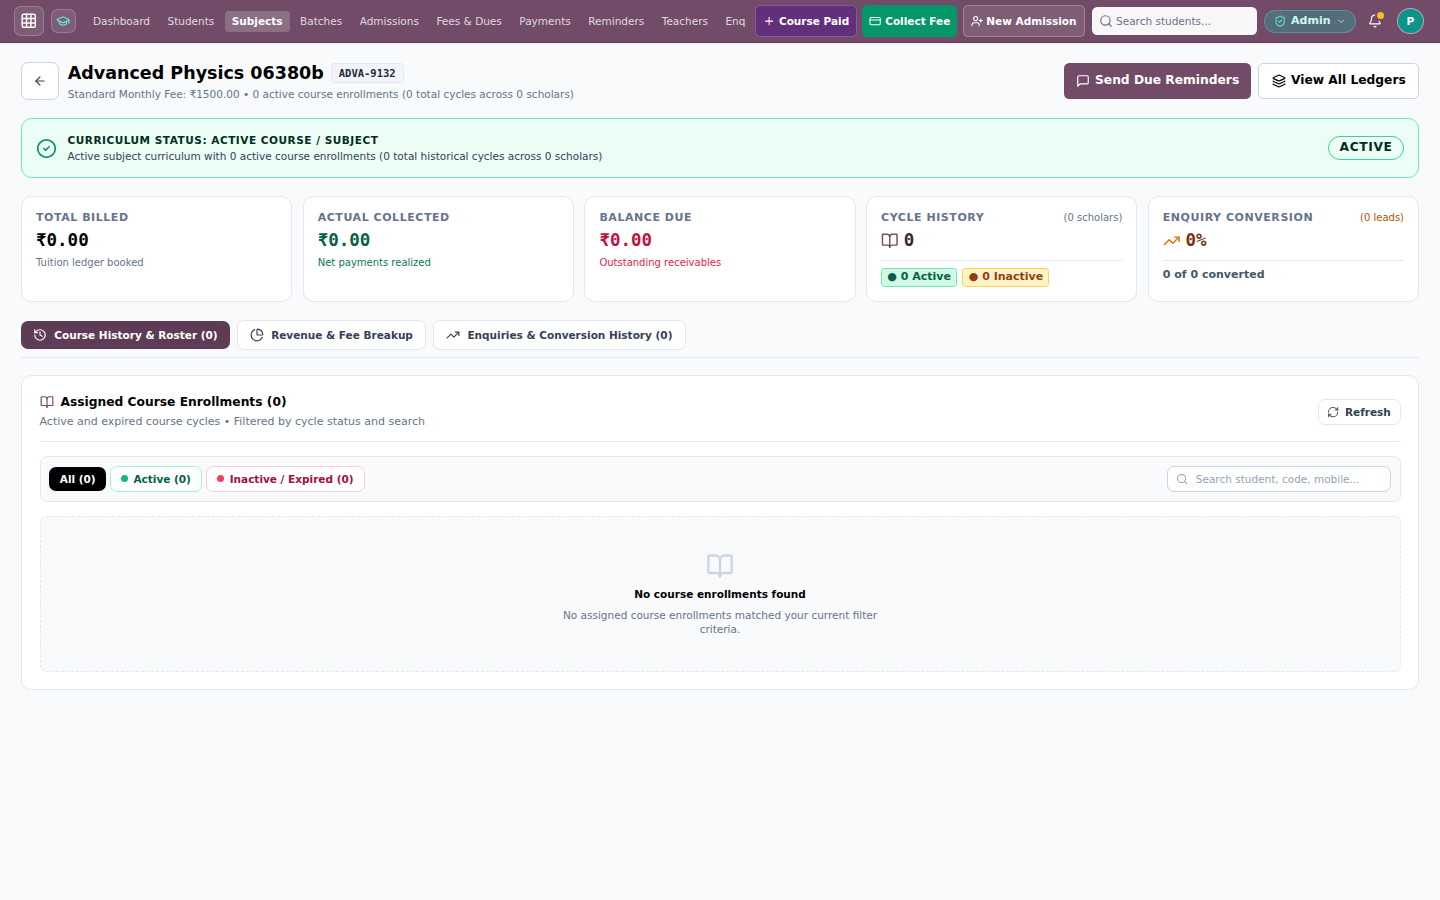 Dashboard Students Subjects Batches Admissions Fees & Dues Payments Reminders Teachers Enq Course Paid Collect Fee New Admission Search students... Admin P
Advanced Physics 06380b ADVA-9132
Standard Monthly Fee: ₹1500.00 • 0 active course enrollments (0 total cycles across 0 scholars)
Send Due Reminders View All Ledgers
CURRICULUM STATUS: ACTIVE COURSE / SUBJECT
Active subject curriculum with 0 active course enrollments (0 total historical cycles across 0 scholars)
ACTIVE
TOTAL BILLED
₹0.00
Tuition ledger booked
ACTUAL COLLECTED
₹0.00
Net payments realized
BALANCE DUE
₹0.00
Outstanding receivables
CYCLE HISTORY (0 scholars)
0
● 0 Active ● 0 Inactive
ENQUIRY CONVERSION (0 leads)
0%
0 of 0 converted
Course History & Roster (0) Revenue & Fee Breakup Enquiries & Conversion History (0)
Assigned Course Enrollments (0)
Active and expired course cycles • Filtered by cycle status and search
Refresh
All (0) Active (0) Inactive / Expired (0) Search student, code, mobile...
No course enrollments found
No assigned course enrollments matched your current filter
criteria.